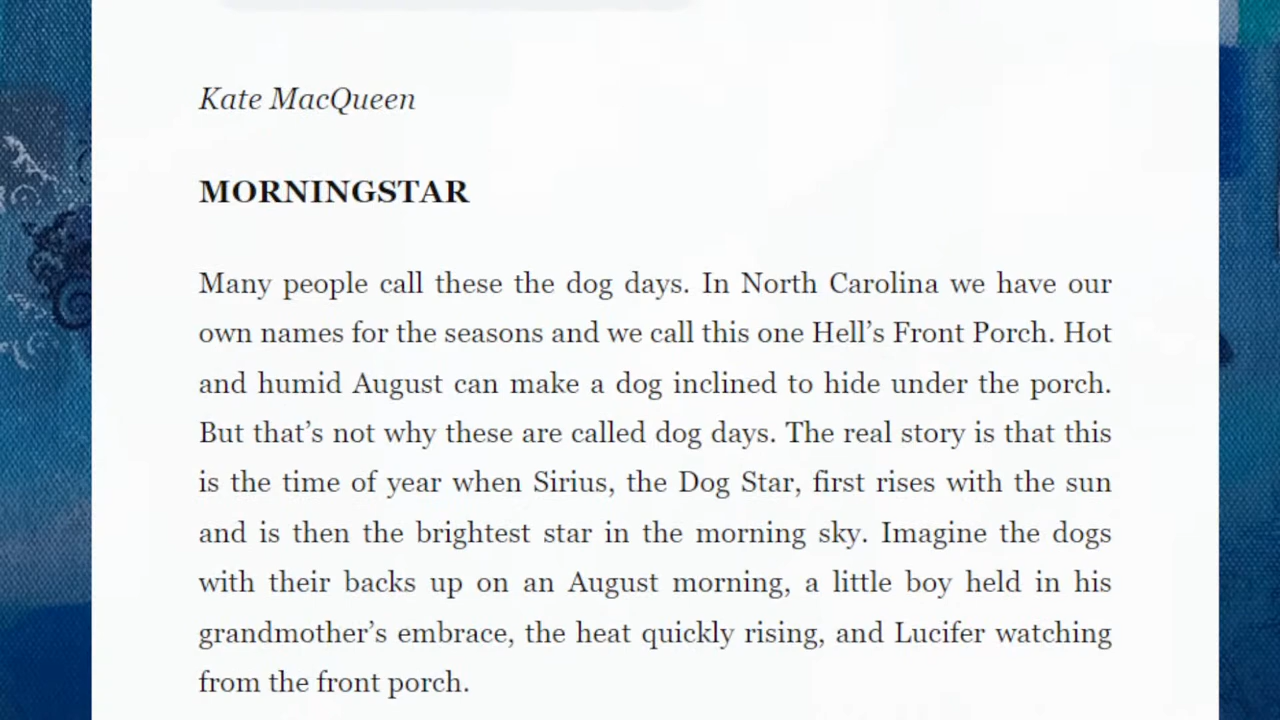 Kate MacQueen
MORNINGSTAR
Many people call these the dog days. In North Carolina we have our
own names for the seasons and we call this one Hell’s Front Porch. Hot
and humid August can make a dog inclined to hide under the porch.
But that’s not why these are called dog days. The real story is that this
is the time of year when Sirius, the Dog Star, first rises with the sun
and is then the brightest star in the morning sky. Imagine the dogs
with their backs up on an August morning, a little boy held in his
grandmother’s embrace, the heat quickly rising, and Lucifer watching
from the front porch.